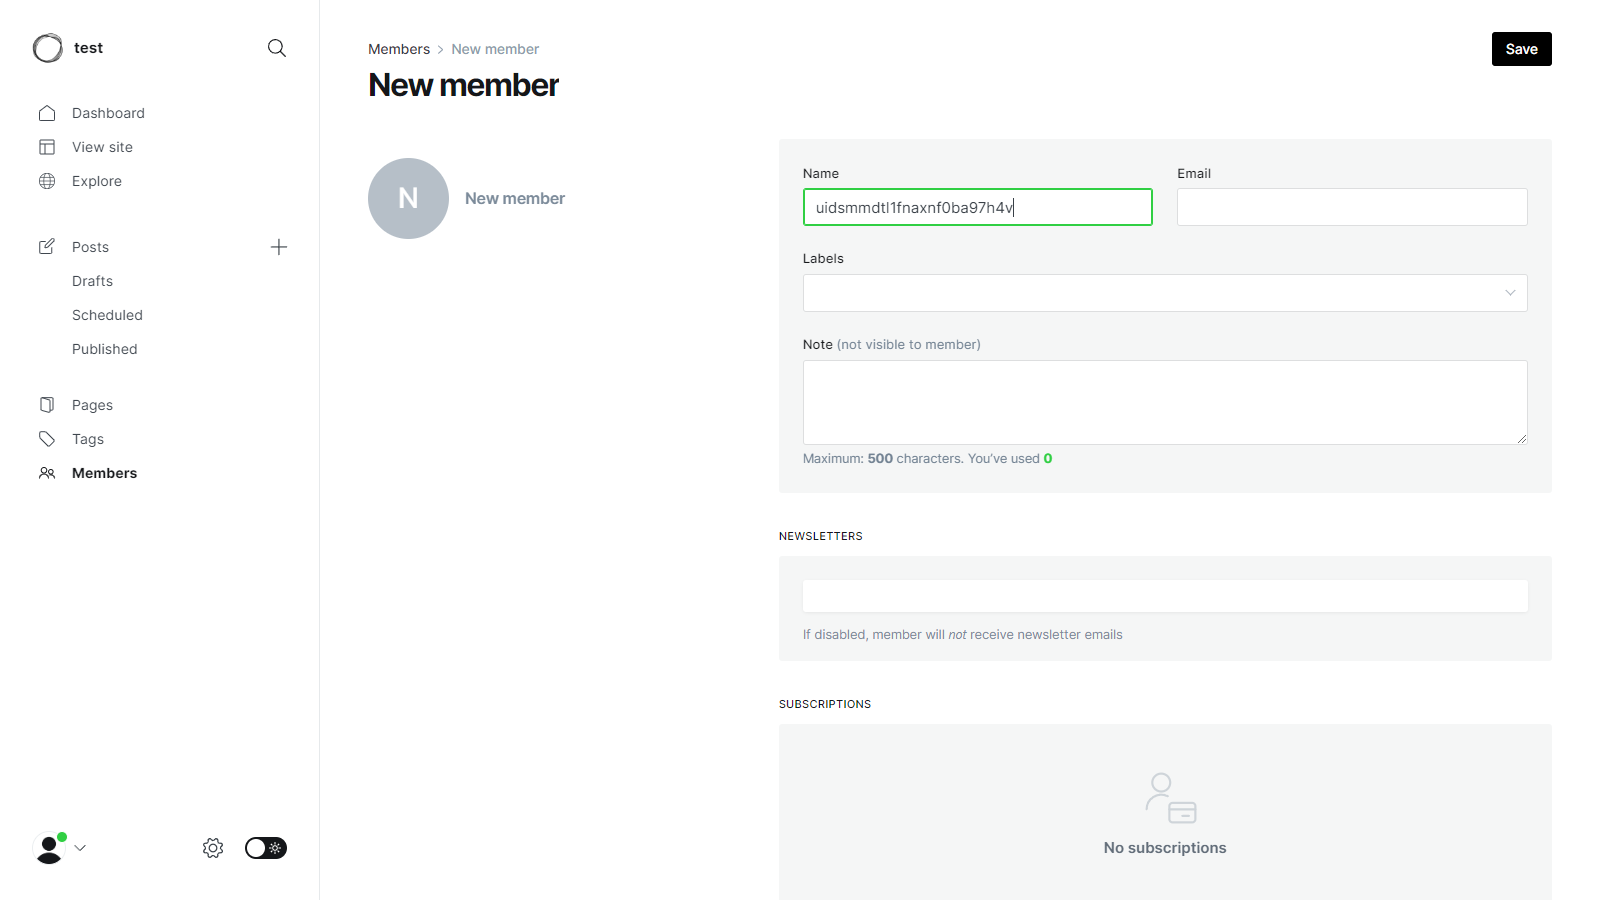 test
Dashboard
View site
Explore
Posts
Drafts
Scheduled
Published
Pages
Tags
Members
Members > New member
New member
Save
N
New member
Name
uidsmmdtl1fnaxnf0ba97h4v
Email
Labels
Note (not visible to member)
Maximum: 500 characters. You've used 0
NEWSLETTERS
If disabled, member will not receive newsletter emails
SUBSCRIPTIONS
No subscriptions